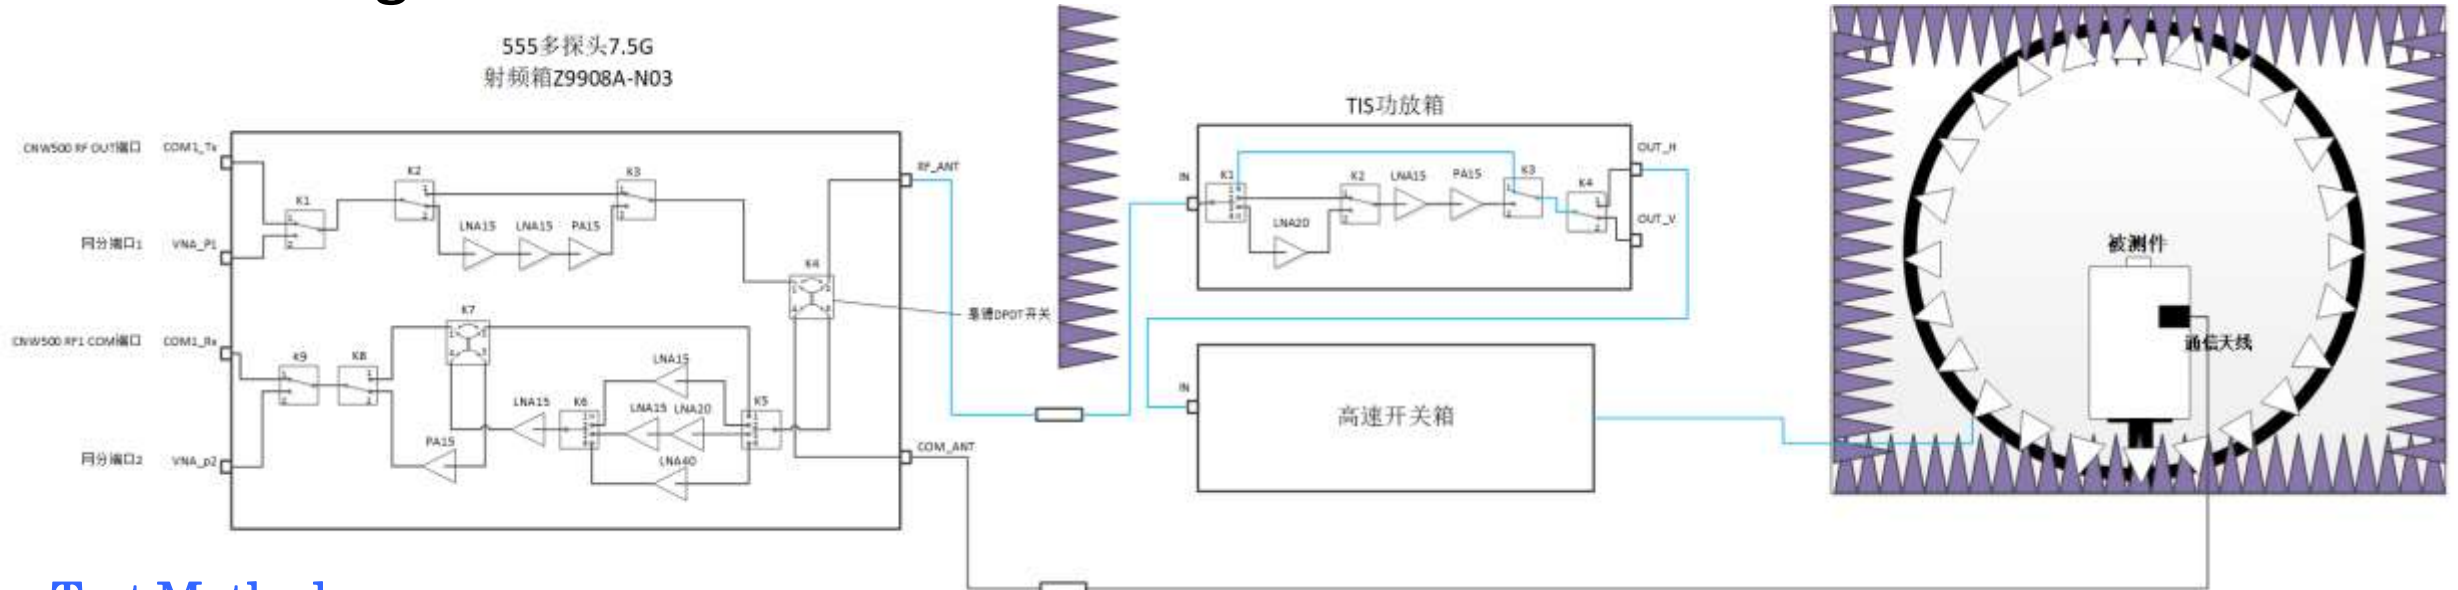 555多探头7.5G
射频箱Z9908A-N03
CNW500 RF OUT端口
COM1_Tx
K1
K2
K3
LNA15
LNA15
PA15
网分端口1
VNA_P1
K4
RF_ANT
是德DPDT开关
CNW500 RF1 COM端口
COM1_Rx
K9
K8
K7
LNA15
LNA15
K6
LNA15
LNA20
K5
PA15
LNA40
网分端口2
VNA_p2
COM_ANT
TIS功放箱
IN
K1
K2
LNA15
PA15
K3
K4
LNA20
OUT_H
OUT_V
IN
高速开关箱
被测件
通信天线